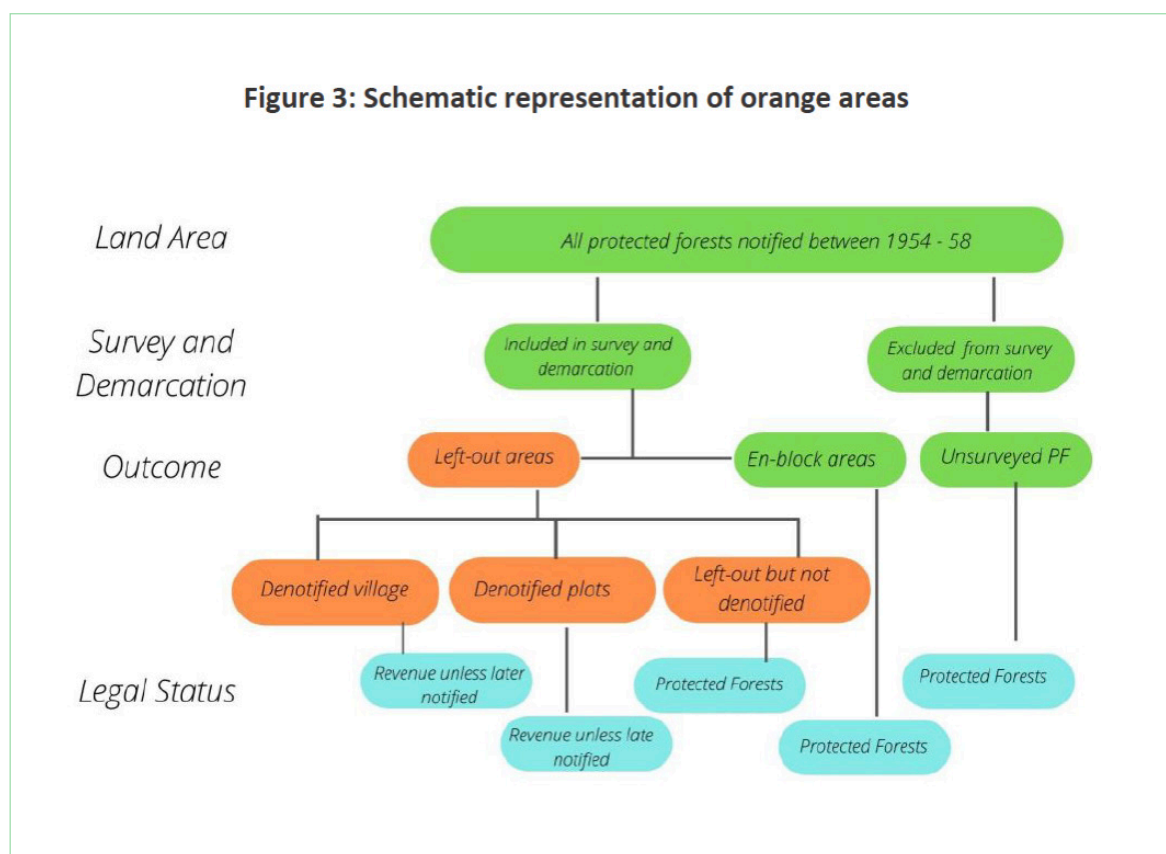 Figure 3: Schematic representation of orange areas
Land Area
All protected forests notified between 1954 - 58
Survey and
Demarcation
Included in survey and
demarcation
Excluded from survey
and demarcation
Outcome
Left-out areas
En-block areas
Unsurveyed PF
Denotified village
Denotified plots
Left-out but not
denotified
Legal Status
Revenue unless later
notified
Revenue unless late
notified
Protected Forests
Protected Forests
Protected Forests